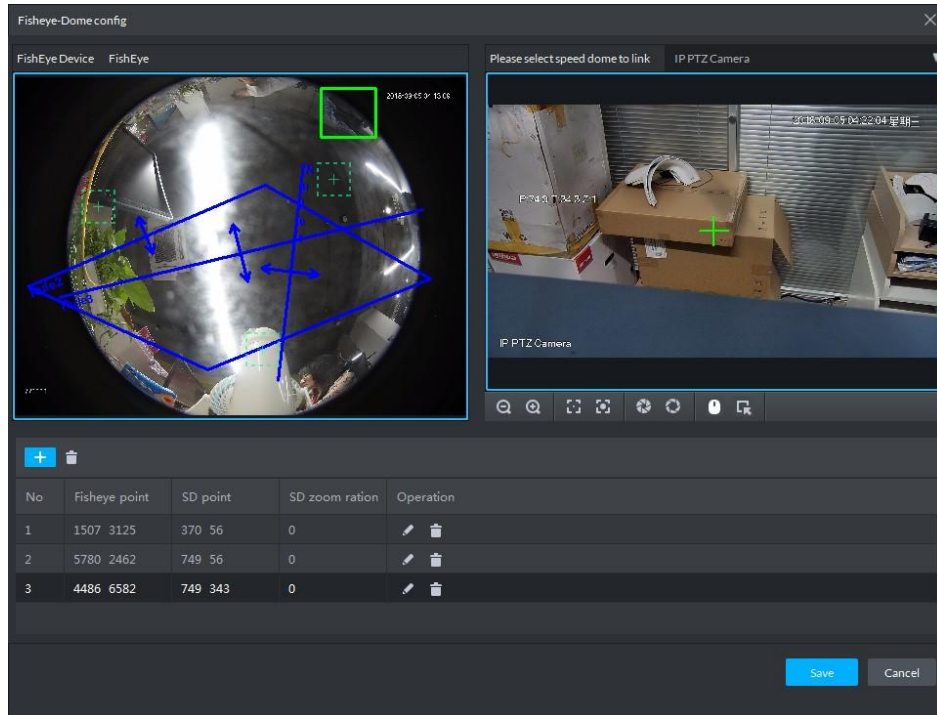 Fisheye-Dome config
FishEye Device FishEye
Please select speed dome to link IP PTZ Camera
IP PTZ Camera
No Fisheye point SD point SD zoom ration Operation
1 1507 3125 370 56 0
2 5780 2462 749 56 0
3 4486 6582 749 343 0
Save Cancel